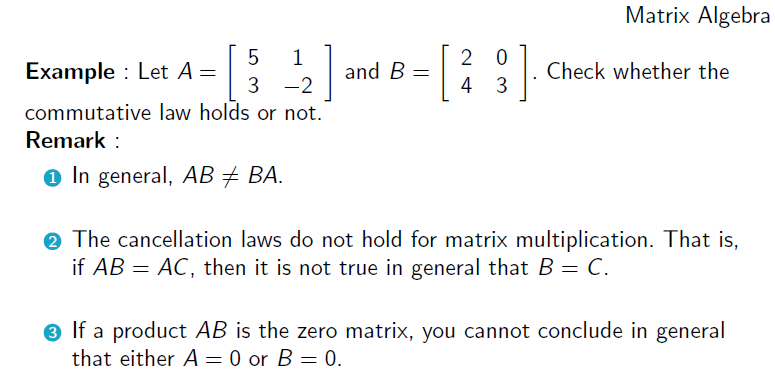 Matrix Algebra
Example : Let A = [ 5 1 ; 3 −2 ] and B = [ 2 0 ; 4 3 ]. Check whether the
commutative law holds or not.
Remark :
1 In general, AB ≠ BA.
2 The cancellation laws do not hold for matrix multiplication. That is,
if AB = AC, then it is not true in general that B = C.
3 If a product AB is the zero matrix, you cannot conclude in general
that either A = 0 or B = 0.